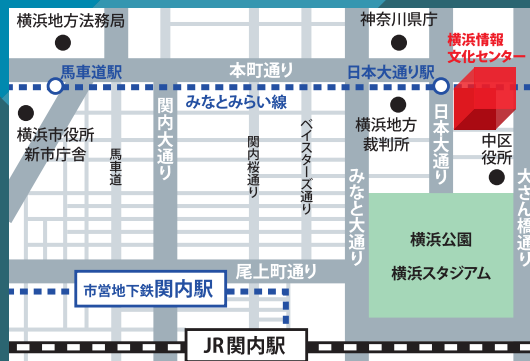 横浜地方法務局
神奈川県庁
横浜情報
文化センター
馬車道駅
本町通り
日本大通り駅
みなとみらい線
横浜市役所
新市庁舎
馬車道
関内大通り
関内桜通り
ベイスターズ通り
みなと大通り
横浜地方
裁判所
日本大通り
中区
役所
大さん橋通り
横浜公園
横浜スタジアム
尾上町通り
市営地下鉄関内駅
JR関内駅